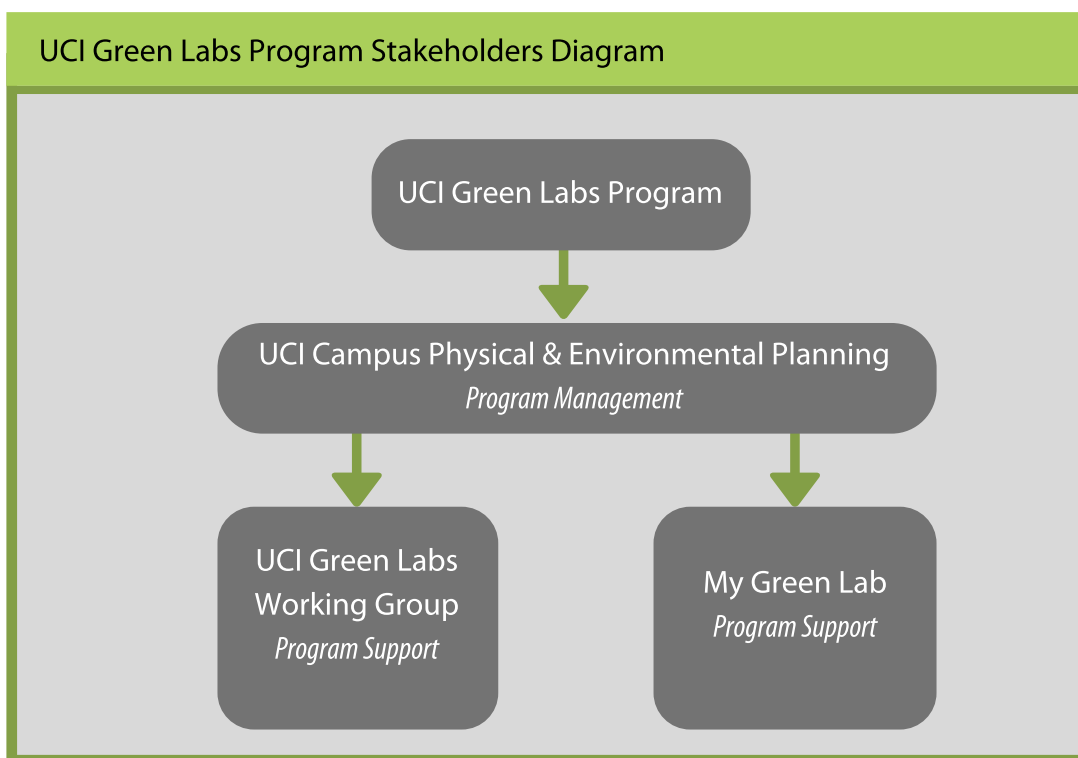 UCI Green Labs Program Stakeholders Diagram
UCI Green Labs Program
UCI Campus Physical & Environmental Planning
Program Management
UCI Green Labs
Working Group
Program Support
My Green Lab
Program Support